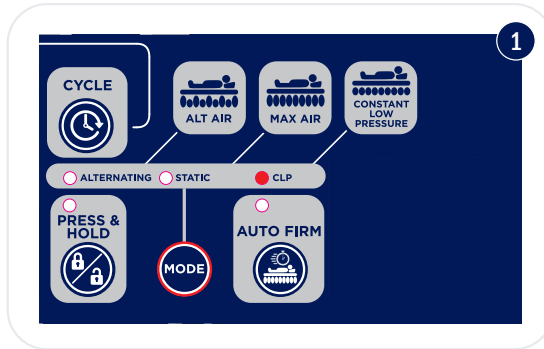 1
CYCLE
ALT AIR
MAX AIR
CONSTANT
LOW
PRESSURE
ALTERNATING
STATIC
CLP
PRESS &
HOLD
MODE
AUTO FIRM